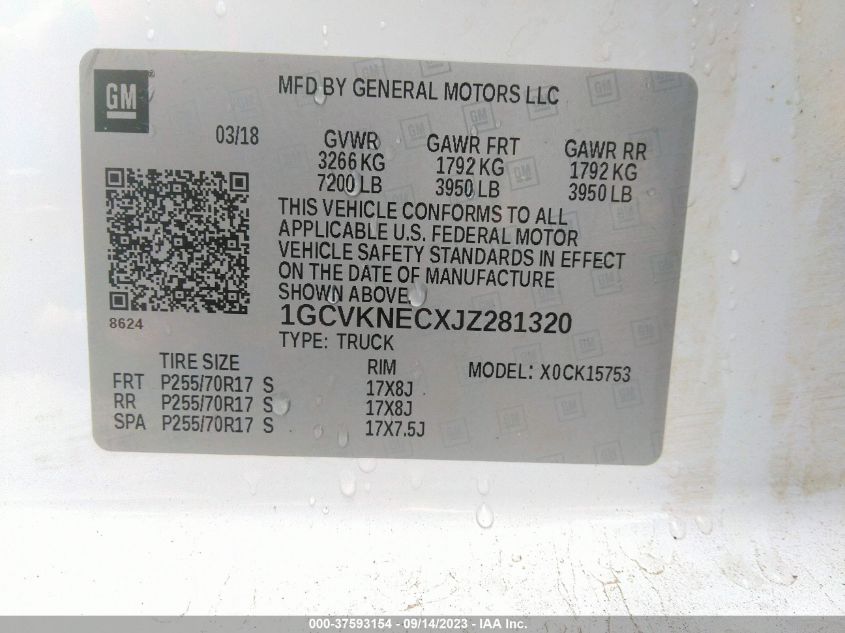 GM
MFD BY GENERAL MOTORS LLC
03/18
GVWR GAWR FRT GAWR RR
3266 KG 1792 KG 1792 KG
7200 LB 3950 LB 3950 LB
THIS VEHICLE CONFORMS TO ALL
APPLICABLE U.S. FEDERAL MOTOR
VEHICLE SAFETY STANDARDS IN EFFECT
ON THE DATE OF MANUFACTURE
SHOWN ABOVE.
8624
1GCVKNECXJZ281320
TYPE: TRUCK
TIRE SIZE RIM MODEL: X0CK15753
FRT P255/70R17 S 17X8J
RR P255/70R17 S 17X8J
SPA P255/70R17 S 17X7.5J
000-37593154 - 09/14/2023 - IAA Inc.